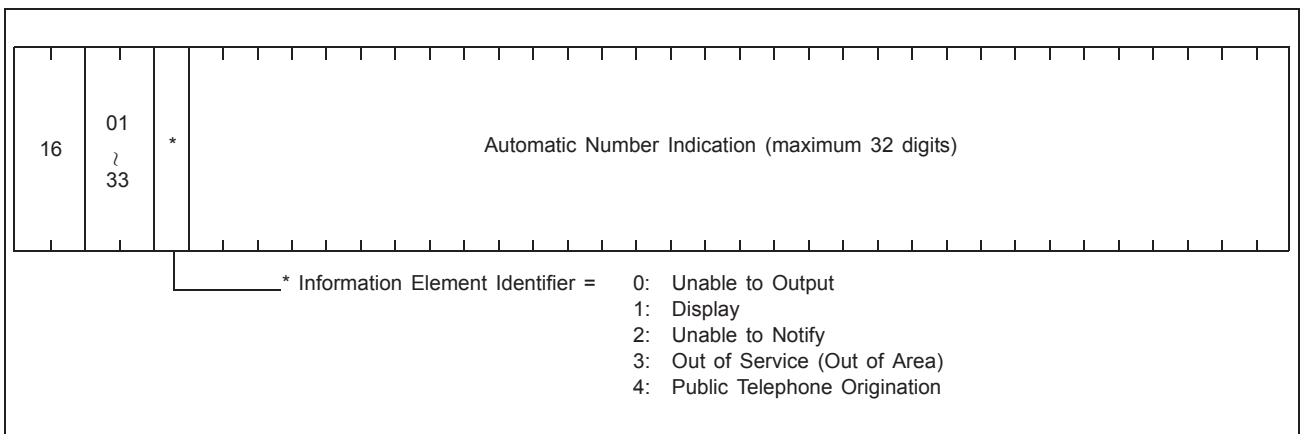 16
01
≀
33
*
Automatic Number Indication (maximum 32 digits)
* Information Element Identifier = 0: Unable to Output
1: Display
2: Unable to Notify
3: Out of Service (Out of Area)
4: Public Telephone Origination